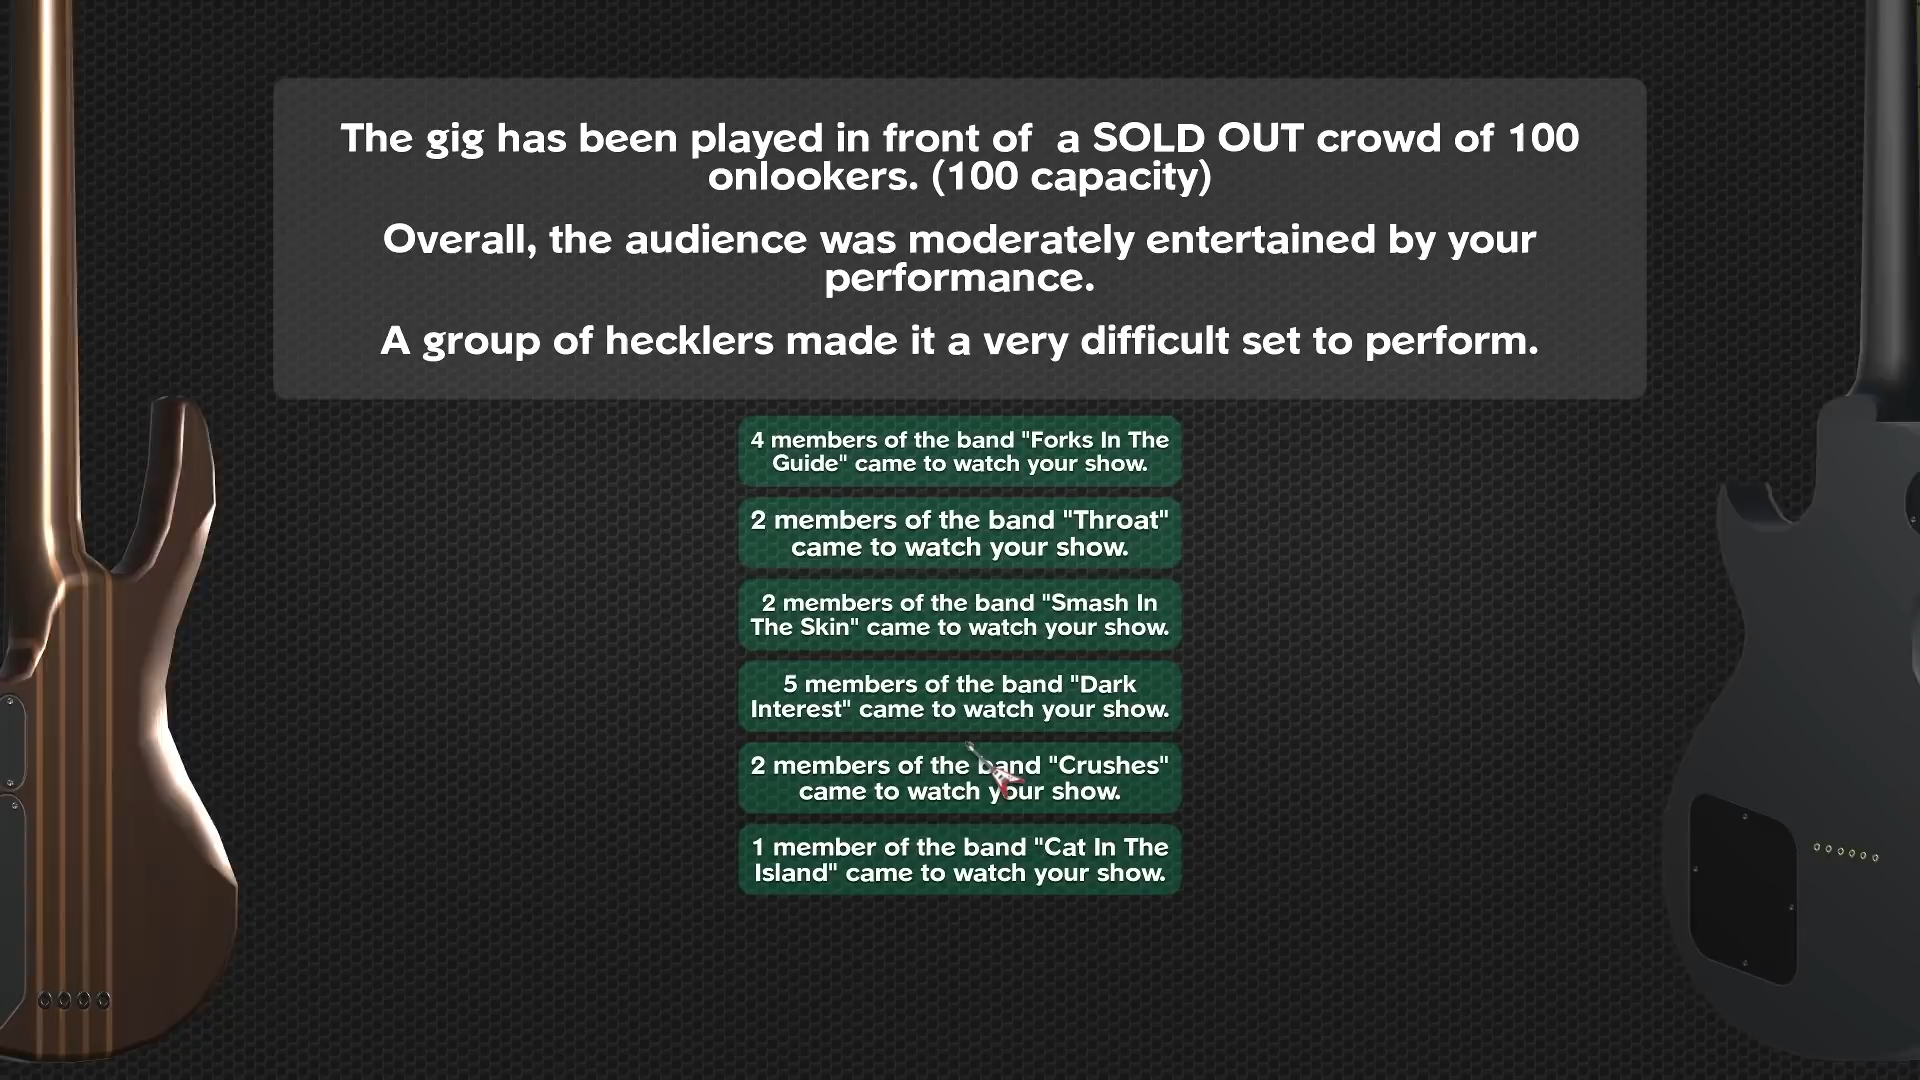 The gig has been played in front of  a SOLD OUT crowd of 100
onlookers. (100 capacity)
Overall, the audience was moderately entertained by your
performance.
A group of hecklers made it a very difficult set to perform.
4 members of the band "Forks In The
Guide" came to watch your show.
2 members of the band "Throat"
came to watch your show.
2 members of the band "Smash In
The Skin" came to watch your show.
5 members of the band "Dark
Interest" came to watch your show.
2 members of the band "Crushes"
came to watch your show.
1 member of the band "Cat In The
Island" came to watch your show.